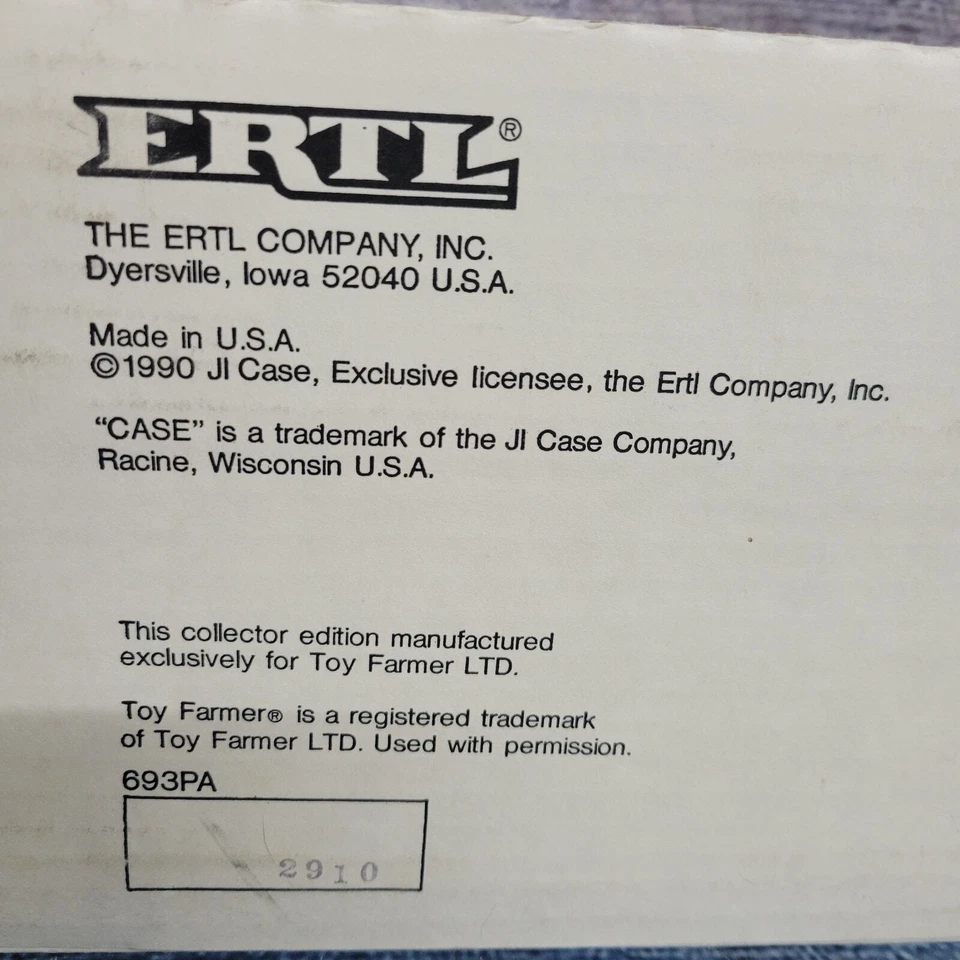 ERTL®
THE ERTL COMPANY, INC.
Dyersville, Iowa 52040 U.S.A.
Made in U.S.A.
©1990 JI Case, Exclusive licensee, the Ertl Company, Inc.
“CASE” is a trademark of the JI Case Company,
Racine, Wisconsin U.S.A.
This collector edition manufactured
exclusively for Toy Farmer LTD.
Toy Farmer® is a registered trademark
of Toy Farmer LTD. Used with permission.
693PA
2910